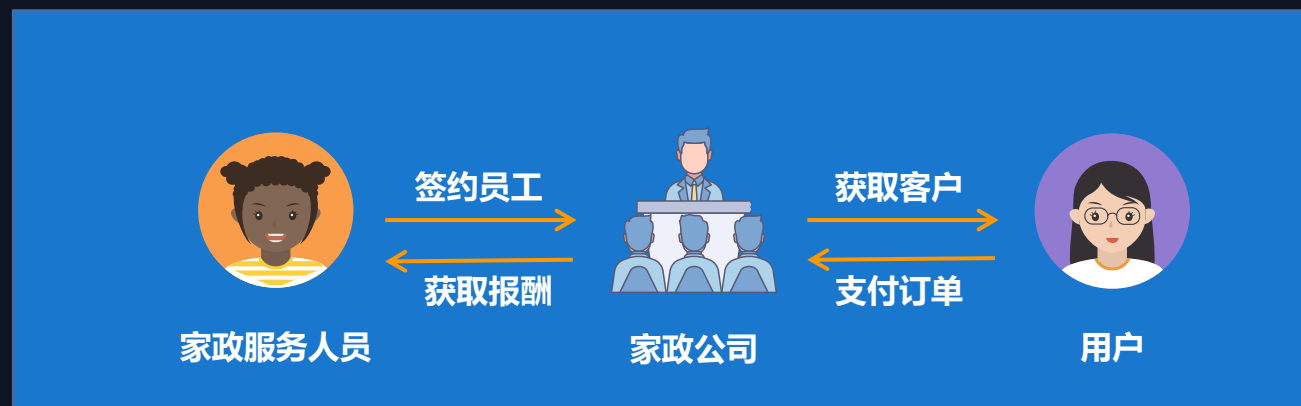 签约员工
获取客户
获取报酬
支付订单
家政服务人员
家政公司
用户